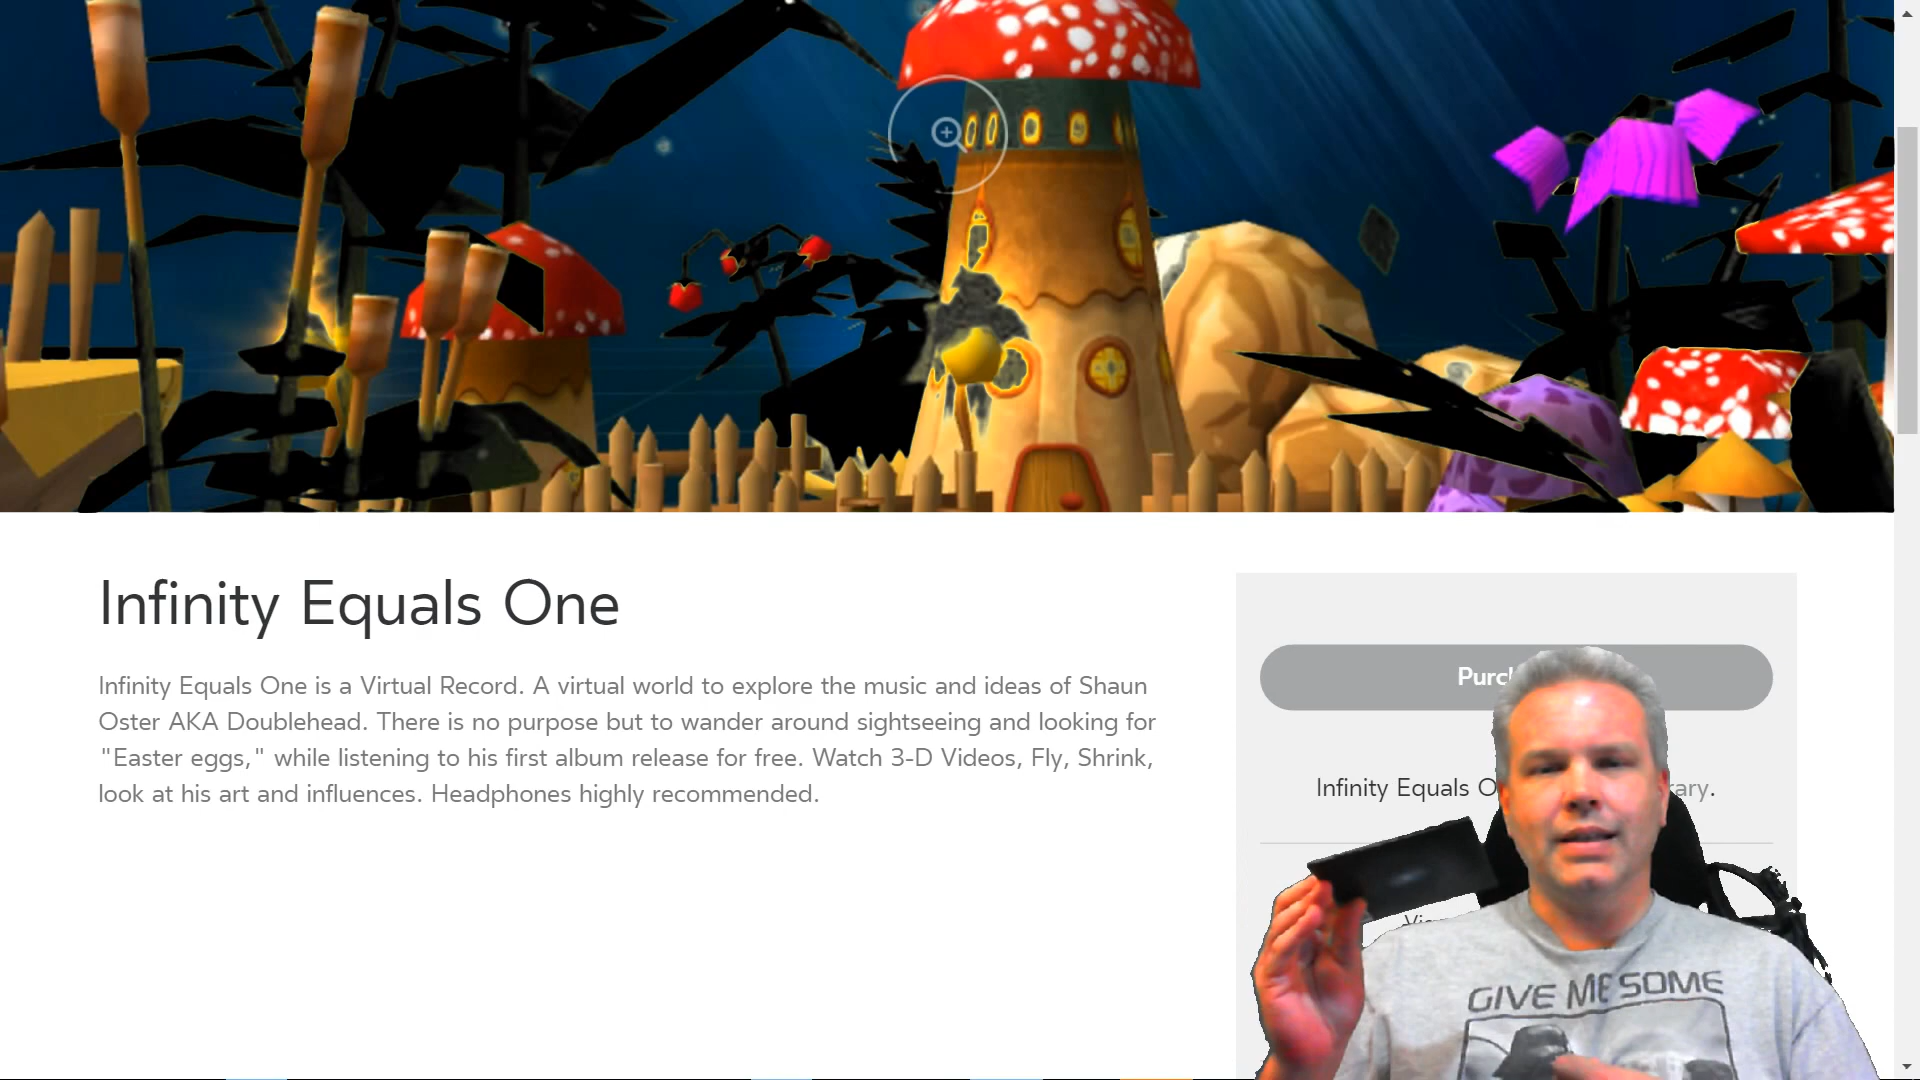 Infinity Equals One
Infinity Equals One is a Virtual Record. A virtual world to explore the music and ideas of Shaun
Oster AKA Doublehead. There is no purpose but to wander around sightseeing and looking for
"Easter eggs," while listening to his first album release for free. Watch 3-D Videos, Fly, Shrink,
look at his art and influences. Headphones highly recommended.
Infinity Equals
GIVE ME SOME